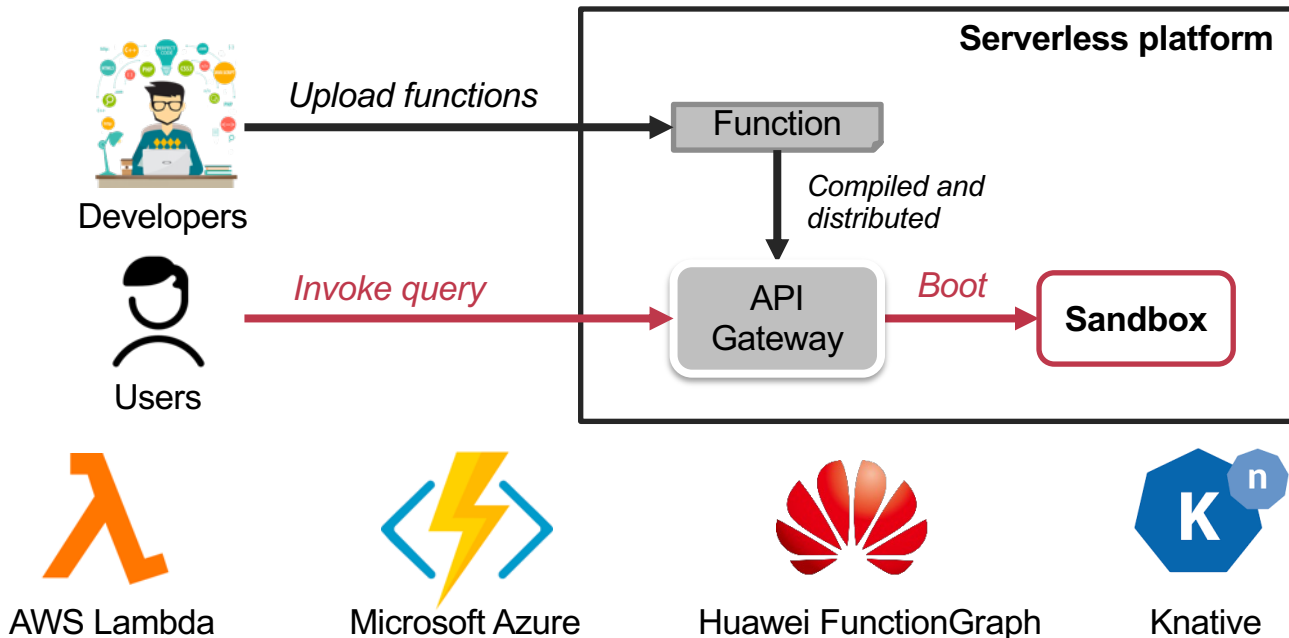 Serverless platform
Upload functions
Function
Developers
Compiled and
distributed
Invoke query
API
Gateway
Boot
Sandbox
Users
K
n
AWS Lambda
Microsoft Azure
Huawei FunctionGraph
Knative